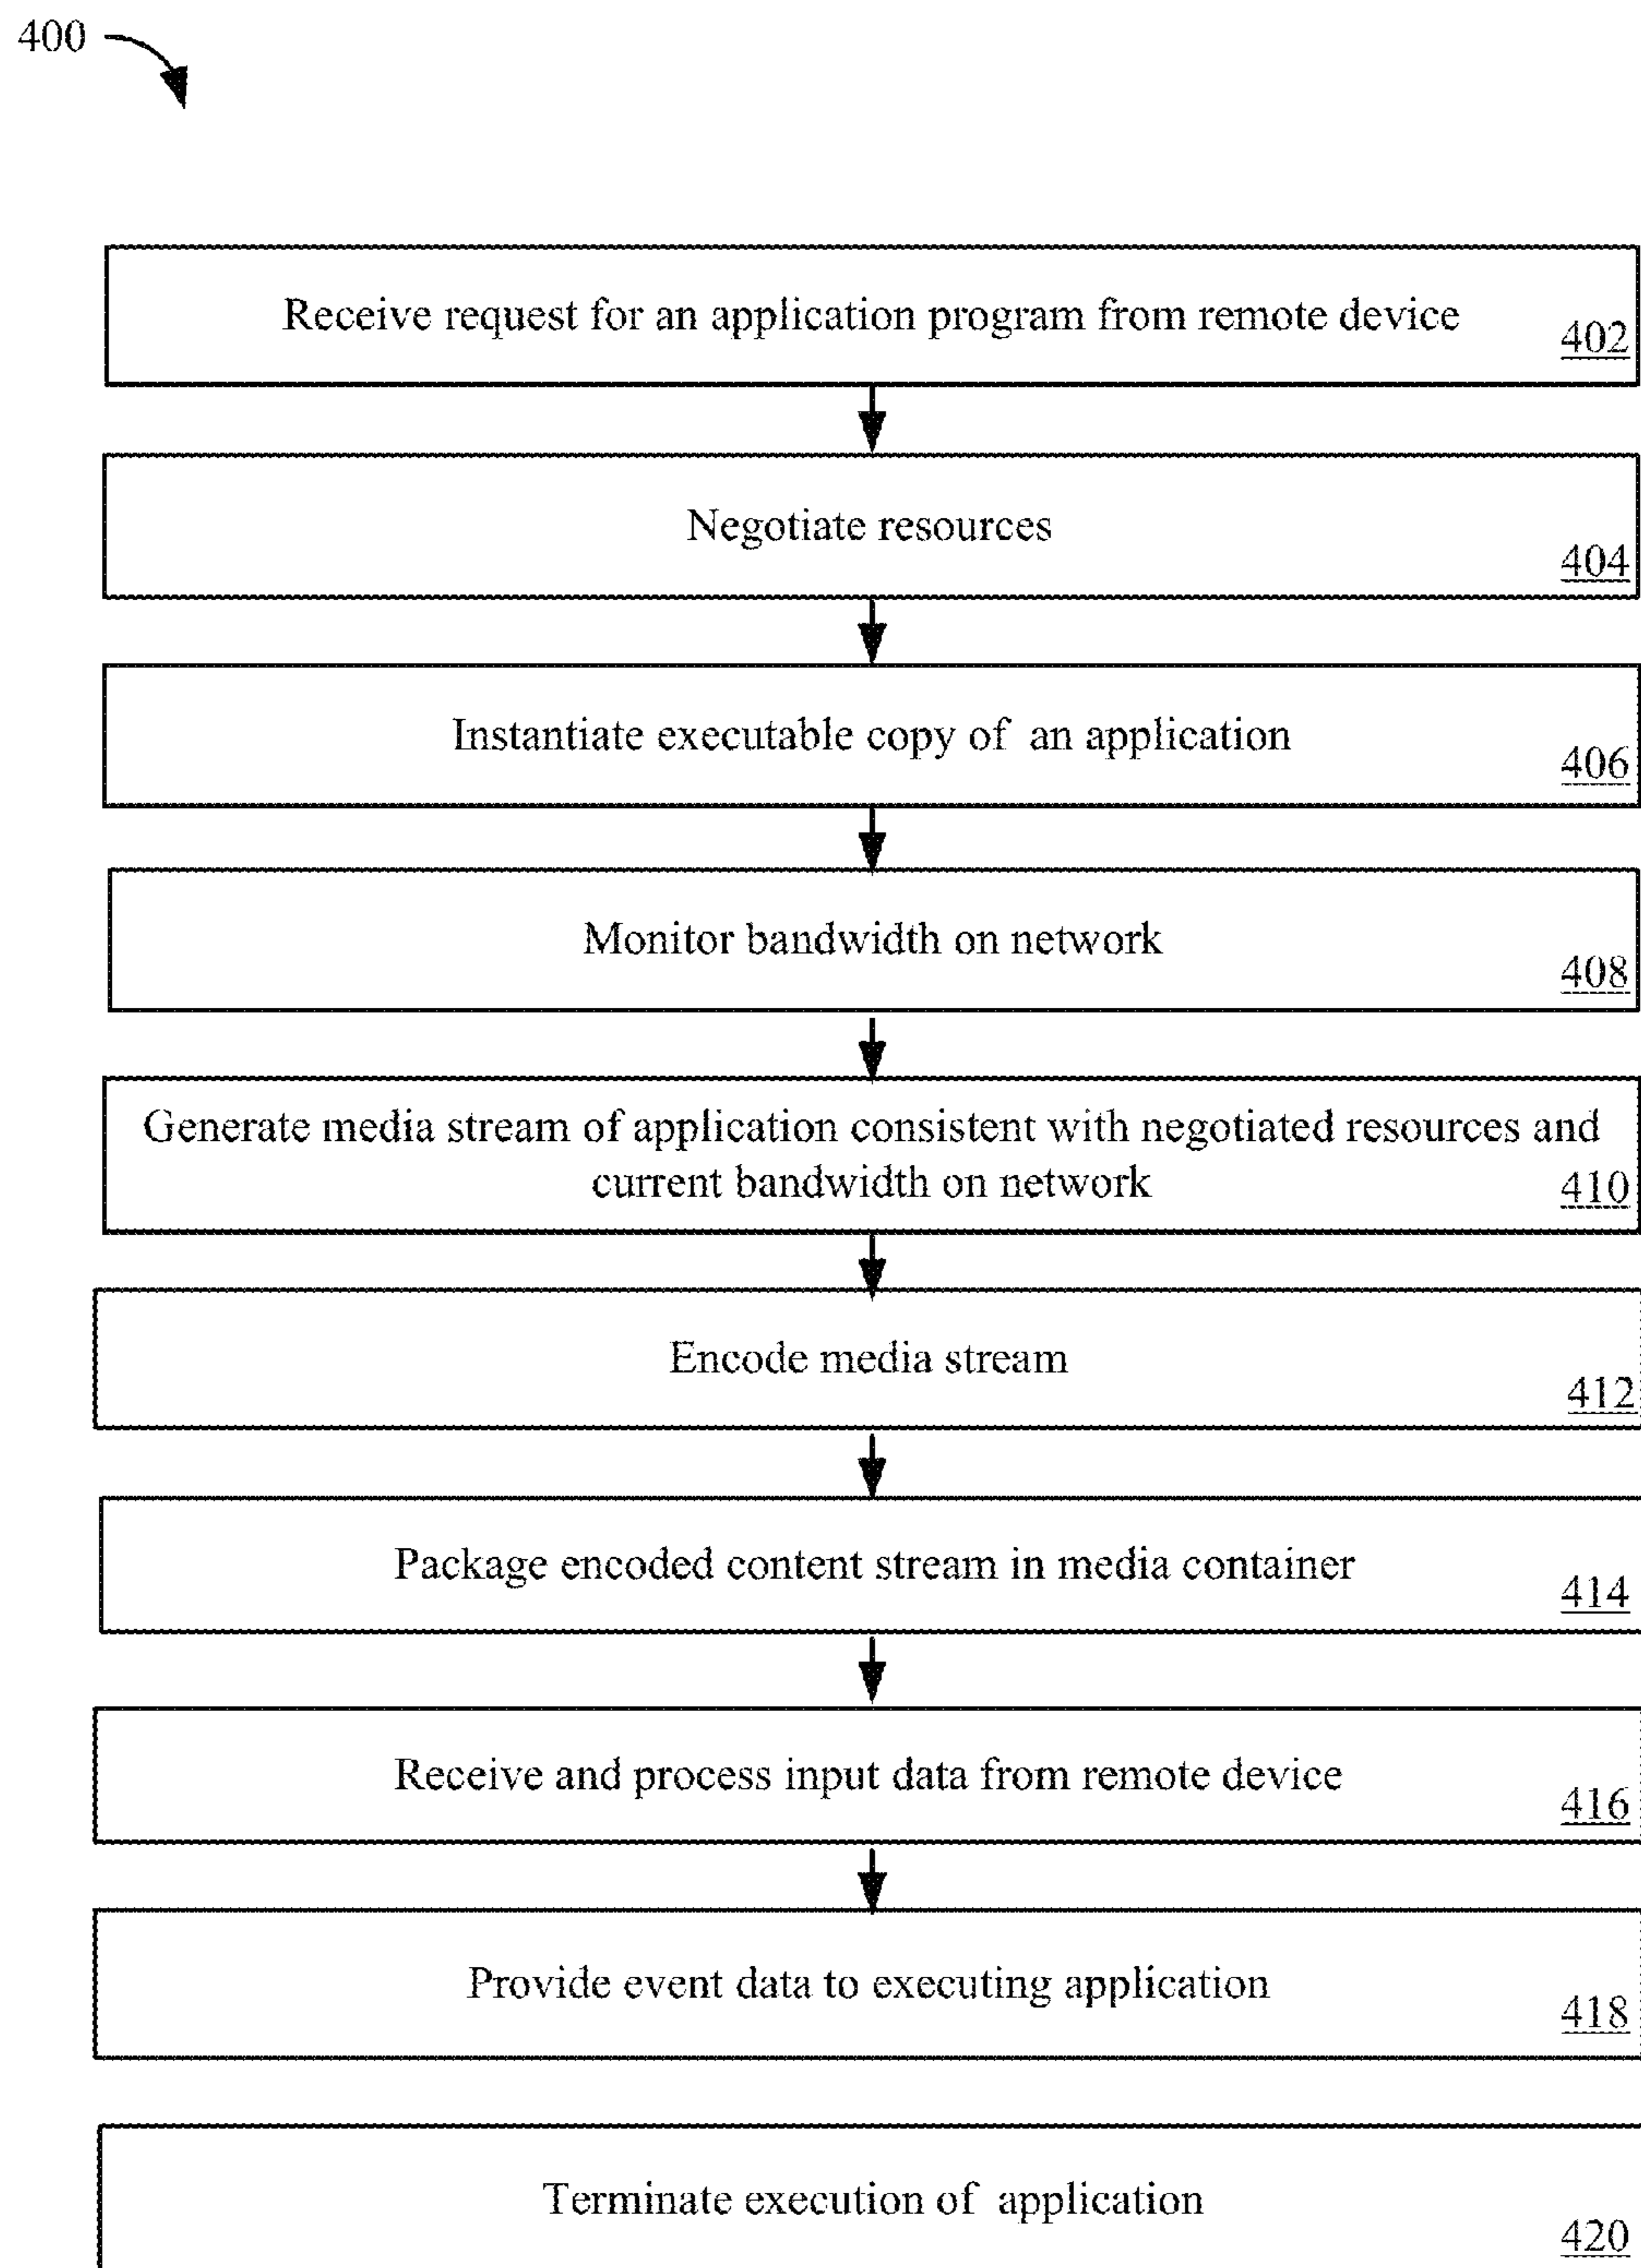 400
Receive request for an application program from remote device
402
Negotiate resources
404
Instantiate executable copy of an application
406
Monitor bandwidth on network
408
Generate media stream of application consistent with negotiated resources and
current bandwidth on network
410
Encode media stream
412
Package encoded content stream in media container
414
Receive and process input data from remote device
416
Provide event data to executing application
418
Terminate execution of application
420